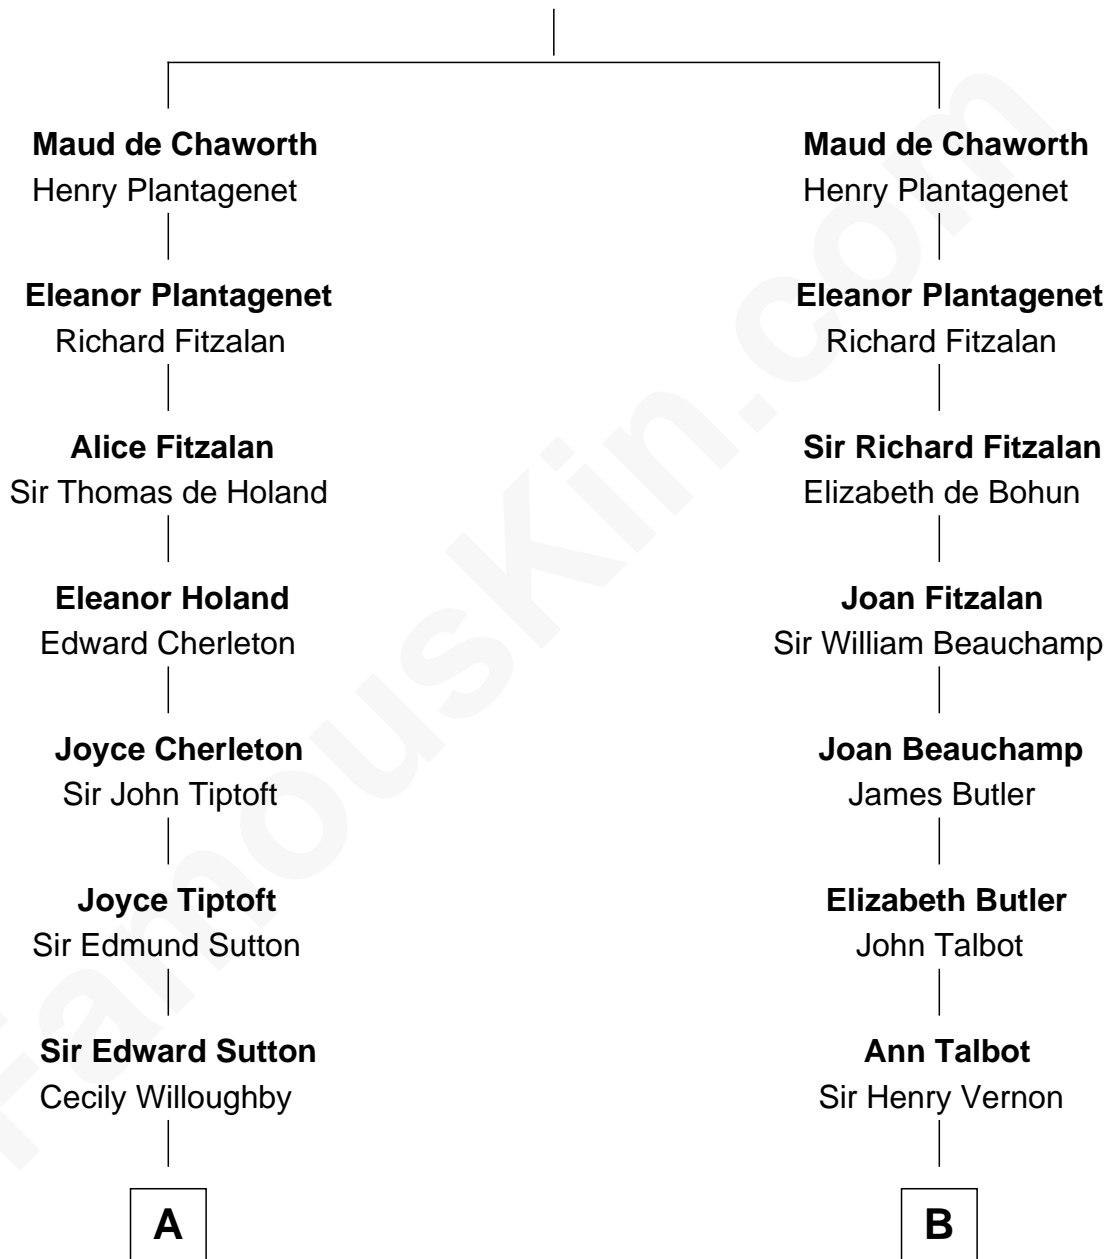 Maud de Chaworth
Henry Plantagenet
Eleanor Plantagenet
Richard Fitzalan
Alice Fitzalan
Sir Thomas de Holand
Eleanor Holand
Edward Cherleton
Joyce Cherleton
Sir John Tiptoft
Joyce Tiptoft
Sir Edmund Sutton
Sir Edward Sutton
Cecily Willoughby
A
Maud de Chaworth
Henry Plantagenet
Eleanor Plantagenet
Richard Fitzalan
Sir Richard Fitzalan
Elizabeth de Bohun
Joan Fitzalan
Sir William Beauchamp
Joan Beauchamp
James Butler
Elizabeth Butler
John Talbot
Ann Talbot
Sir Henry Vernon
B
FamousKin.com